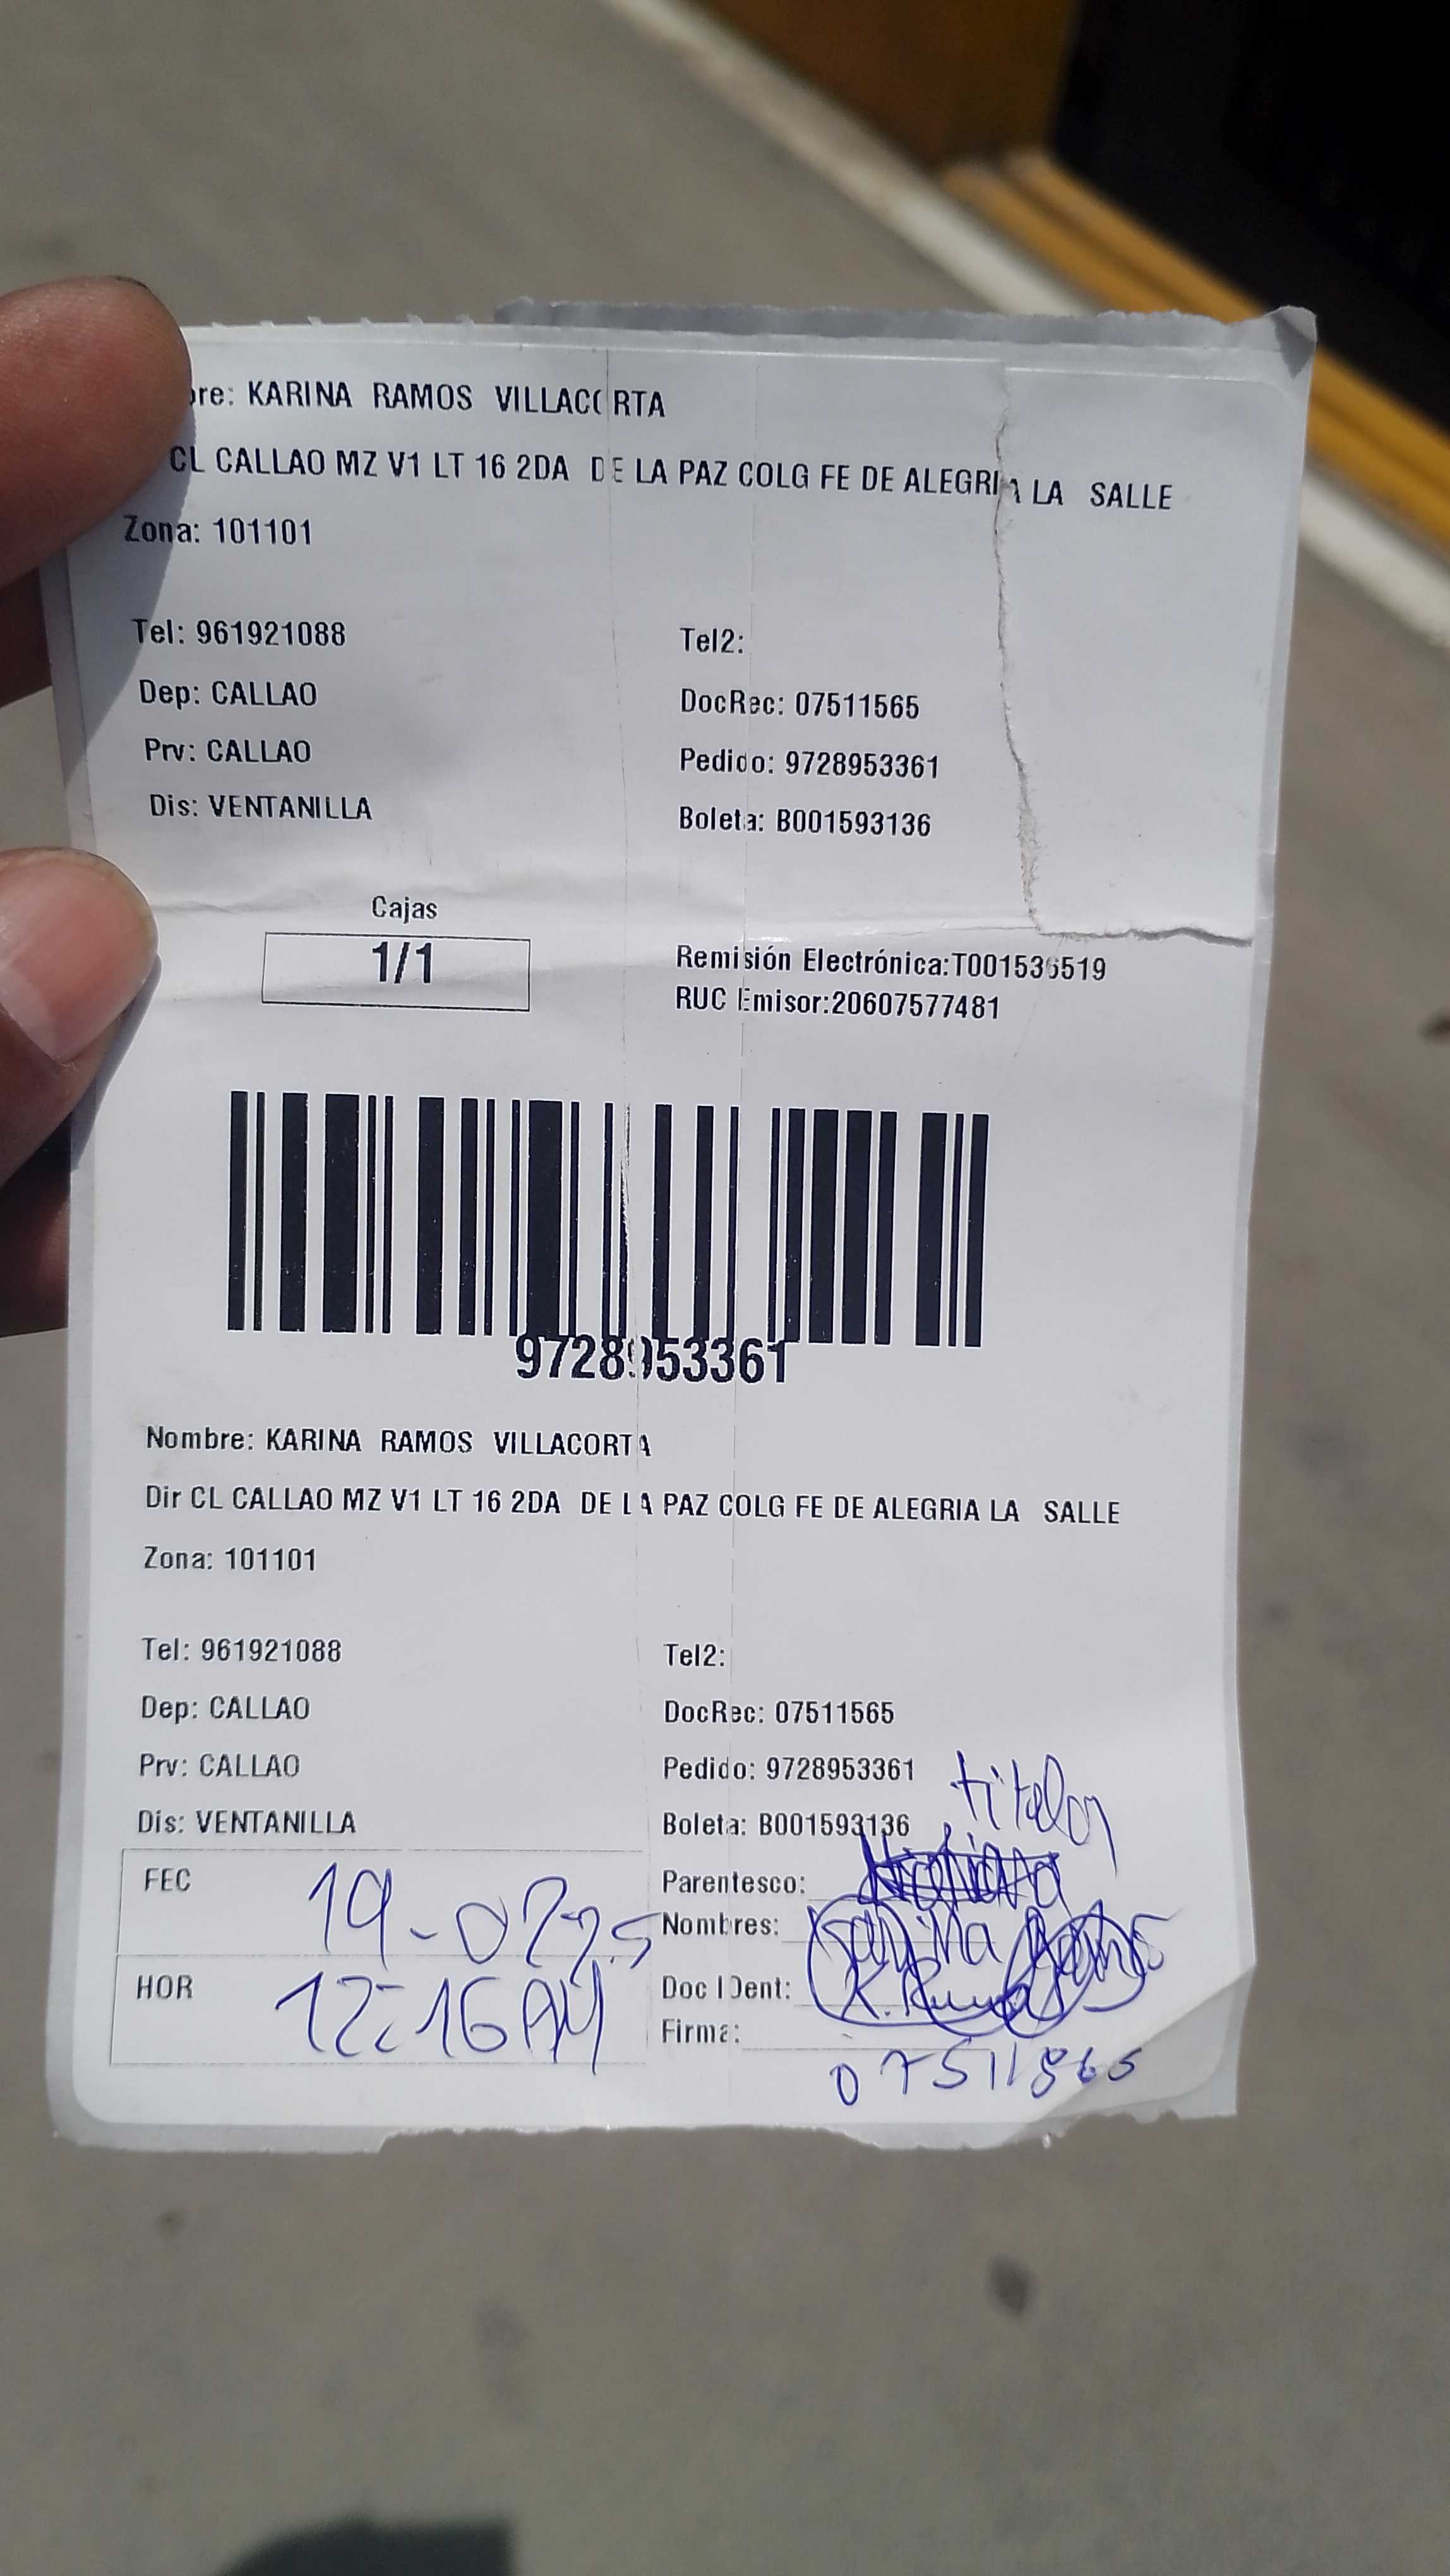 bre: KARINA RAMOS VILLACORTA
CL CALLAO MZ V1 LT 16 2DA DE LA PAZ COLG FE DE ALEGRIA LA SALLE
Zona: 101101
Tel: 961921088 Tel2:
Dep: CALLAO DocRec: 07511565
Prv: CALLAO Pedido: 9728953361
Dis: VENTANILLA Boleta: B001593136
Cajas
1/1
Remisión Electrónica:T001536519
RUC Emisor:20607577481
9728953361
Nombre: KARINA RAMOS VILLACORTA
Dir CL CALLAO MZ V1 LT 16 2DA DE LA PAZ COLG FE DE ALEGRIA LA SALLE
Zona: 101101
Tel: 961921088 Tel2:
Dep: CALLAO DocRec: 07511565
Prv: CALLAO Pedido: 9728953361
Dis: VENTANILLA Boleta: B001593136
titular
FEC Parentesco:
Nombres: Karina Ramos
HOR 12:16 AM Doc Ident:
Firma:
07511565